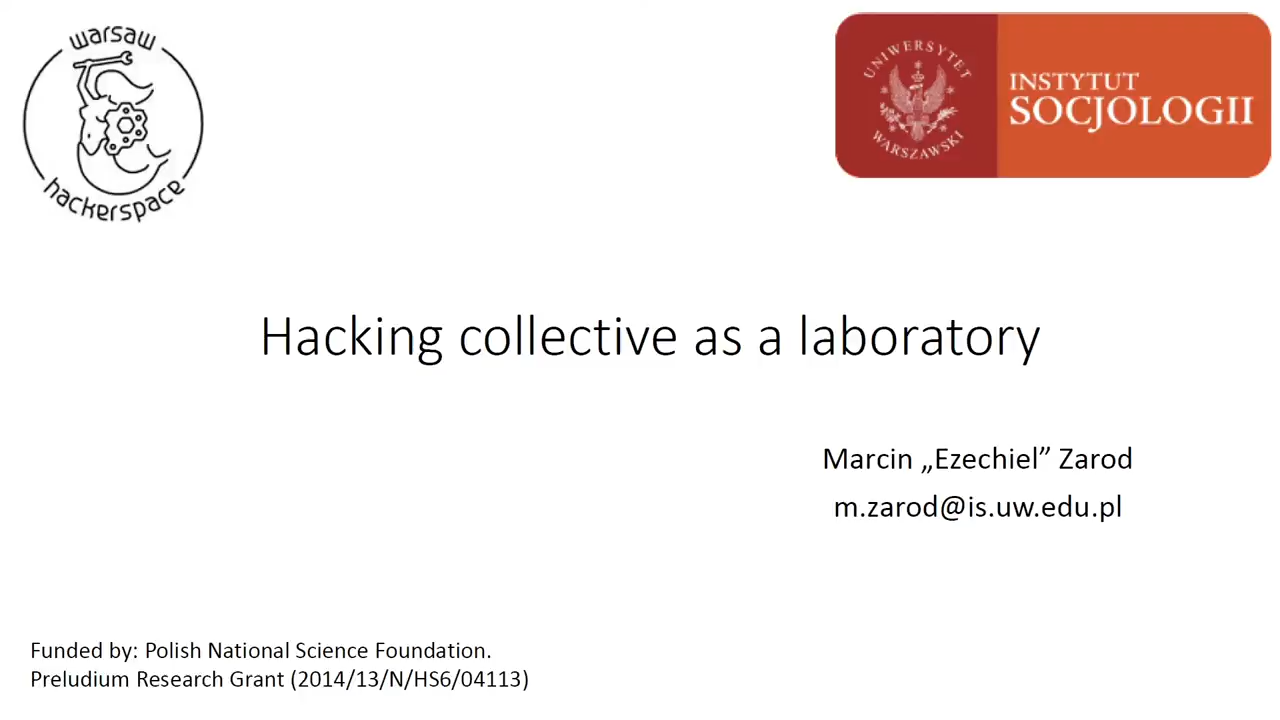 warsaw
hackerspace
UNIWERSYTET
WARSZAWSKI
INSTYTUT
SOCJOLOGII
Hacking collective as a laboratory
Marcin „Ezechiel” Zarod
m.zarod@is.uw.edu.pl
Funded by: Polish National Science Foundation.
Preludium Research Grant (2014/13/N/HS6/04113)